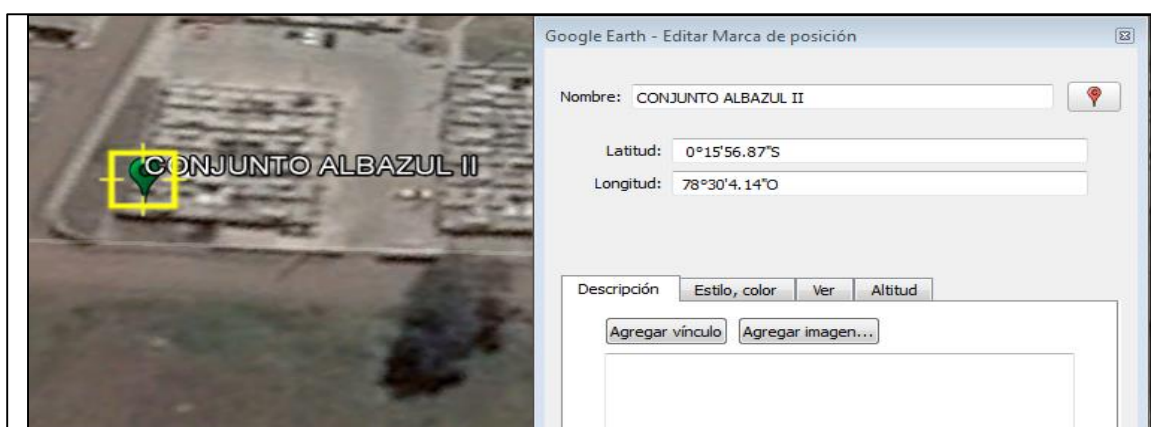 CONJUNTO ALBAZUL II
Google Earth - Editar Marca de posición
Nombre: CONJUNTO ALBAZUL II
Latitud: 0°15'56.87"S
Longitud: 78°30'4.14"O
Descripción Estilo, color Ver Altitud
Agregar vínculo Agregar imagen...